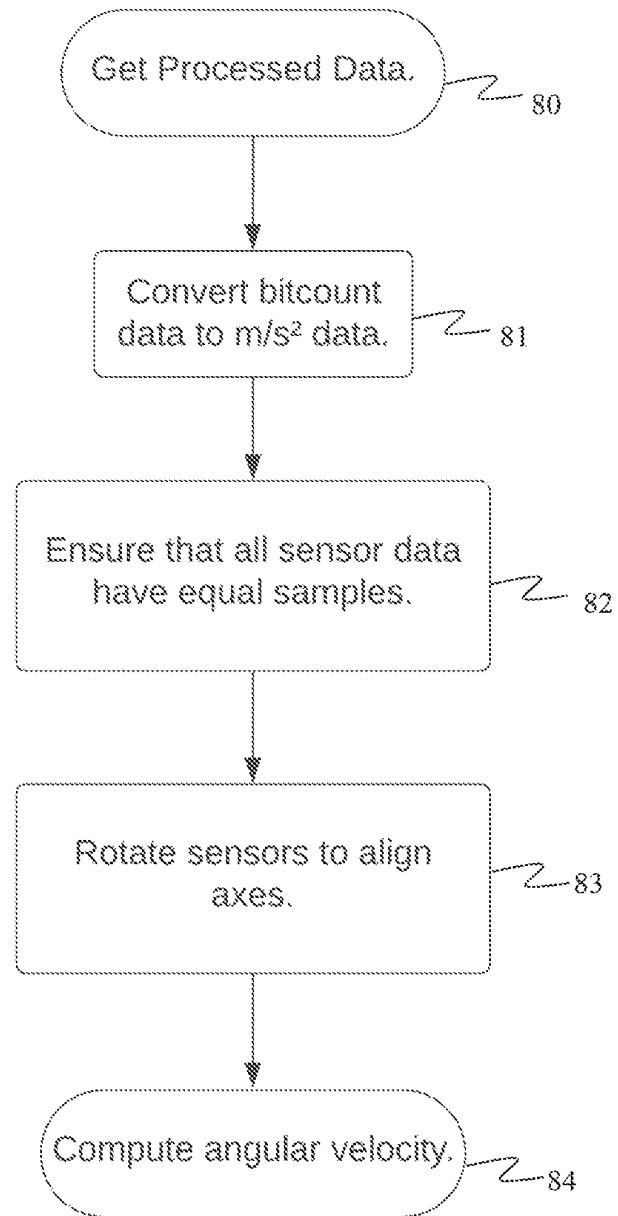 Get Processed Data.
80
Convert bitcount
data to m/s² data.
81
Ensure that all sensor data
have equal samples.
82
Rotate sensors to align
axes.
83
Compute angular velocity.
84